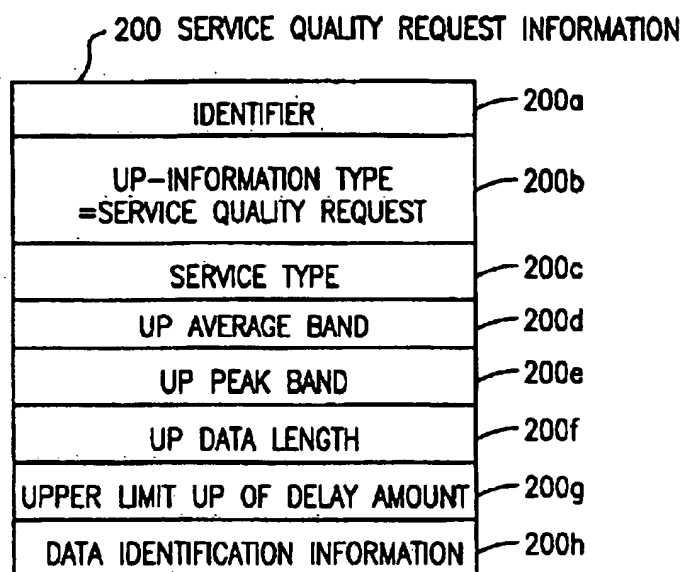 200 SERVICE QUALITY REQUEST INFORMATION
IDENTIFIER 200a
UP-INFORMATION TYPE
=SERVICE QUALITY REQUEST 200b
SERVICE TYPE 200c
UP AVERAGE BAND 200d
UP PEAK BAND 200e
UP DATA LENGTH 200f
UPPER LIMIT UP OF DELAY AMOUNT 200g
DATA IDENTIFICATION INFORMATION 200h